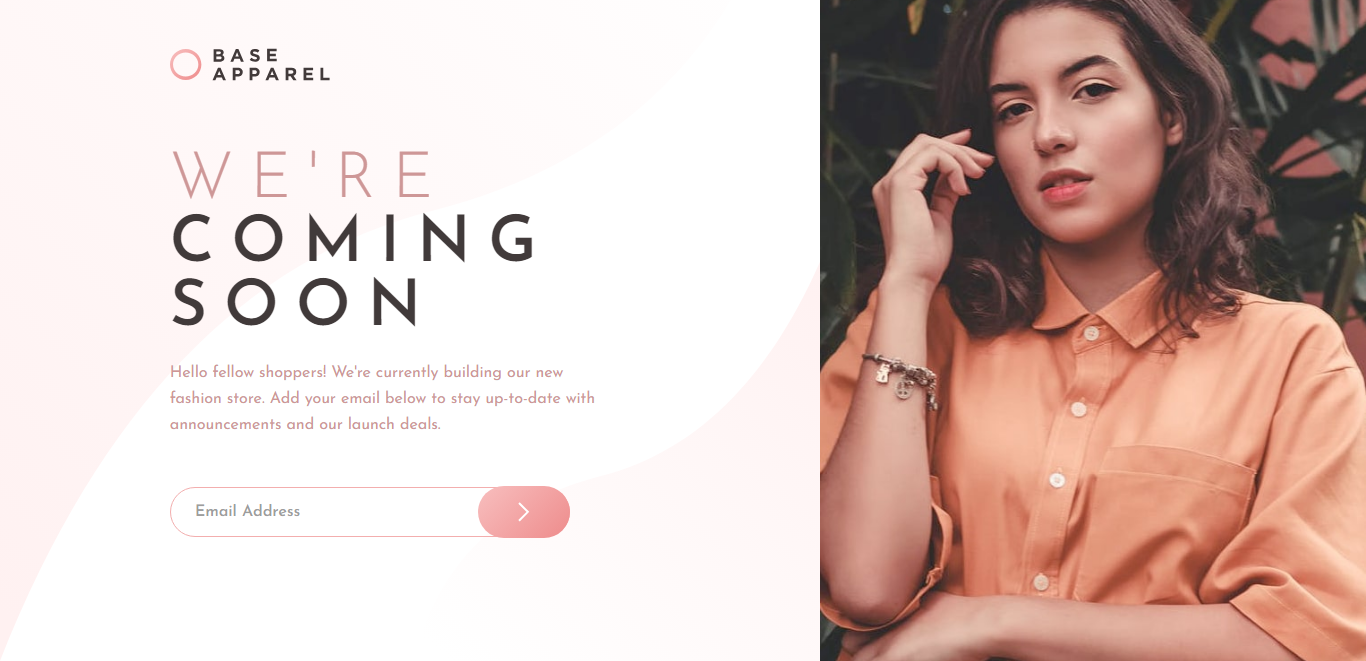 BASE
APPAREL
WE'RE
COMING
SOON
Hello fellow shoppers! We're currently building our new
fashion store. Add your email below to stay up-to-date with
announcements and our launch deals.
Email Address